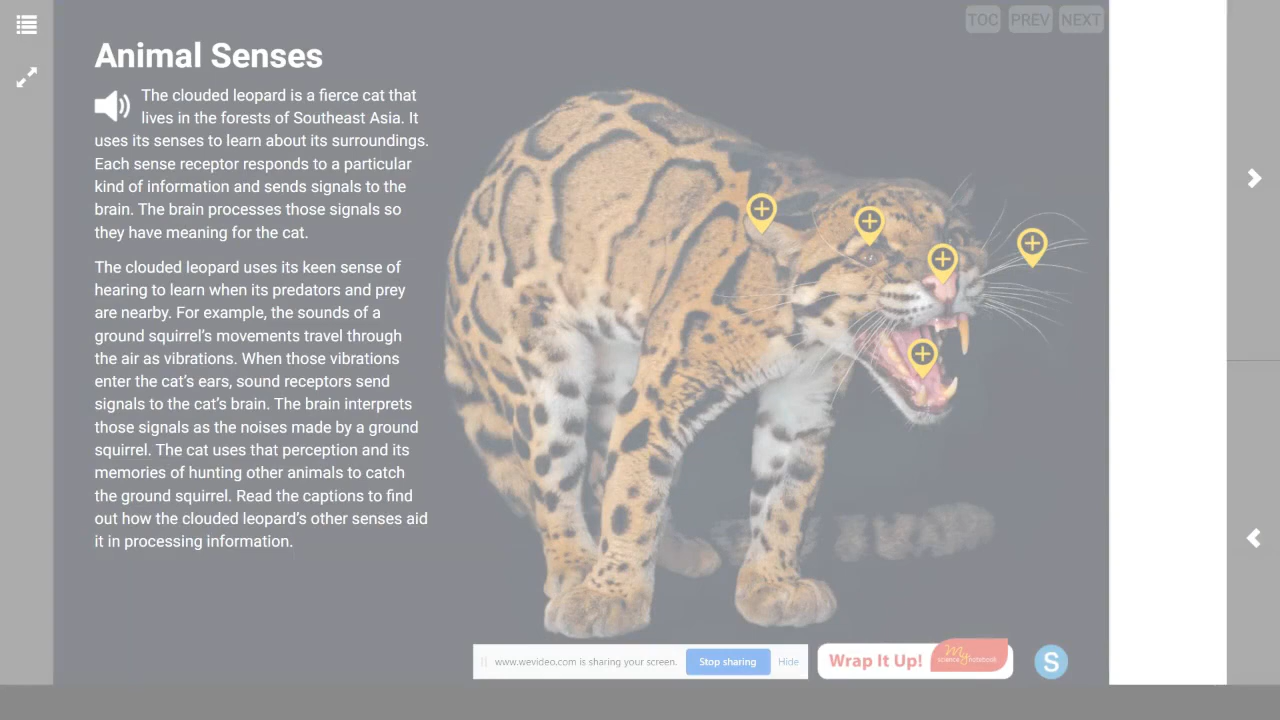 TOC PREV NEXT
Animal Senses
The clouded leopard is a fierce cat that
lives in the forests of Southeast Asia. It
uses its senses to learn about its surroundings.
Each sense receptor responds to a particular
kind of information and sends signals to the
brain. The brain processes those signals so
they have meaning for the cat.
The clouded leopard uses its keen sense of
hearing to learn when its predators and prey
are nearby. For example, the sounds of a
ground squirrel’s movements travel through
the air as vibrations. When those vibrations
enter the cat’s ears, sound receptors send
signals to the cat’s brain. The brain interprets
those signals as the noises made by a ground
squirrel. The cat uses that perception and its
memories of hunting other animals to catch
the ground squirrel. Read the captions to find
out how the clouded leopard’s other senses aid
it in processing information.
www.wevideo.com is sharing your screen. Stop sharing Hide
Wrap It Up! My science notebook
S